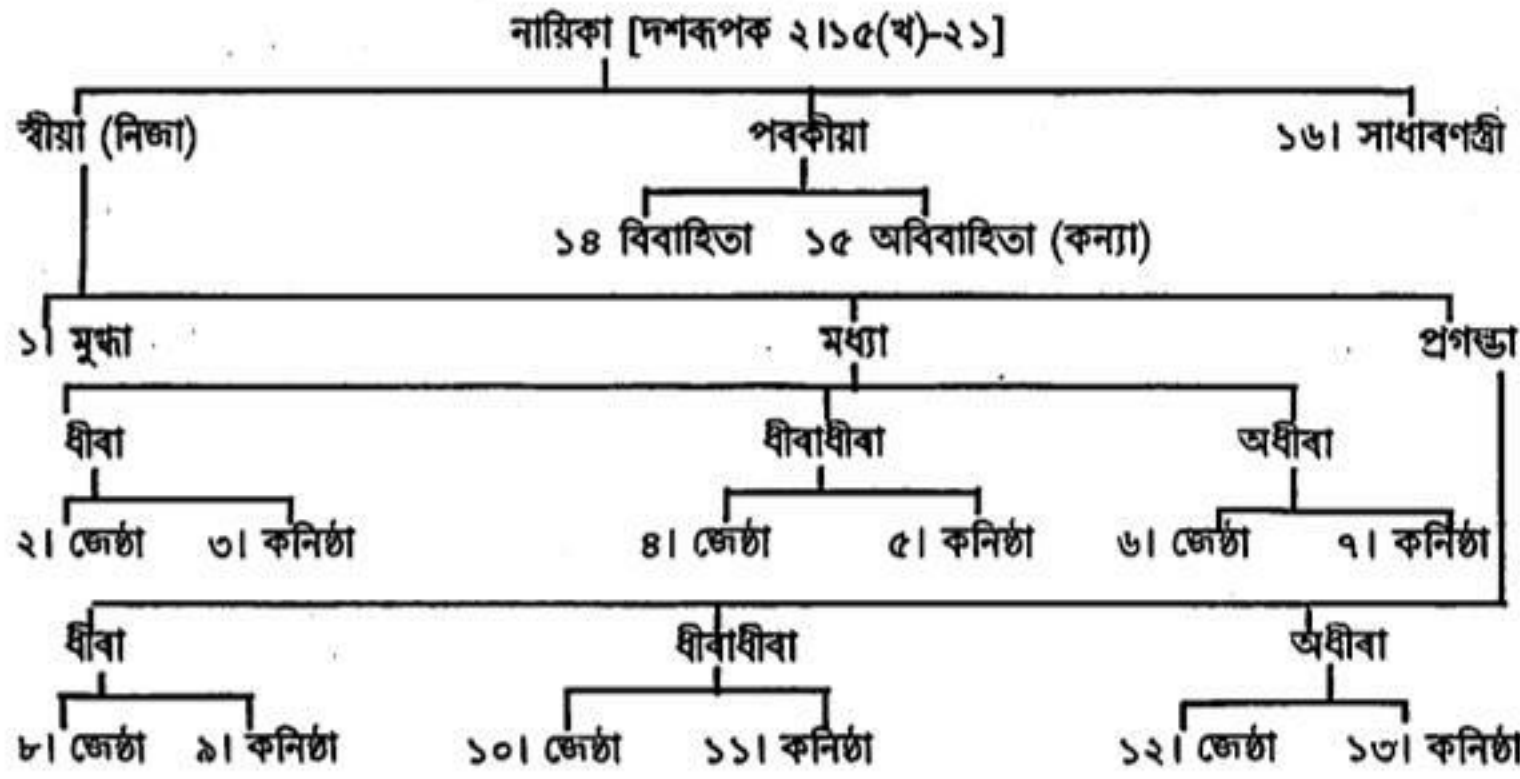 নায়িকা [দশৰূপক ২।১৫(খ)-২১]
স্বীয়া (নিজা) পৰকীয়া ১৬। সাধাৰণস্ত্ৰী
১৪ বিবাহিতা ১৫ অবিবাহিতা (কন্যা)
১। মুগ্ধা মধ্যা প্ৰগল্ভা
ধীৰা ধীৰাধীৰা অধীৰা
২। জেষ্ঠা ৩। কনিষ্ঠা ৪। জেষ্ঠা ৫। কনিষ্ঠা ৬। জেষ্ঠা ৭। কনিষ্ঠা
ধীৰা ধীৰাধীৰা অধীৰা
৮। জেষ্ঠা ৯। কনিষ্ঠা ১০। জেষ্ঠা ১১। কনিষ্ঠা ১২। জেষ্ঠা ১৩। কনিষ্ঠা